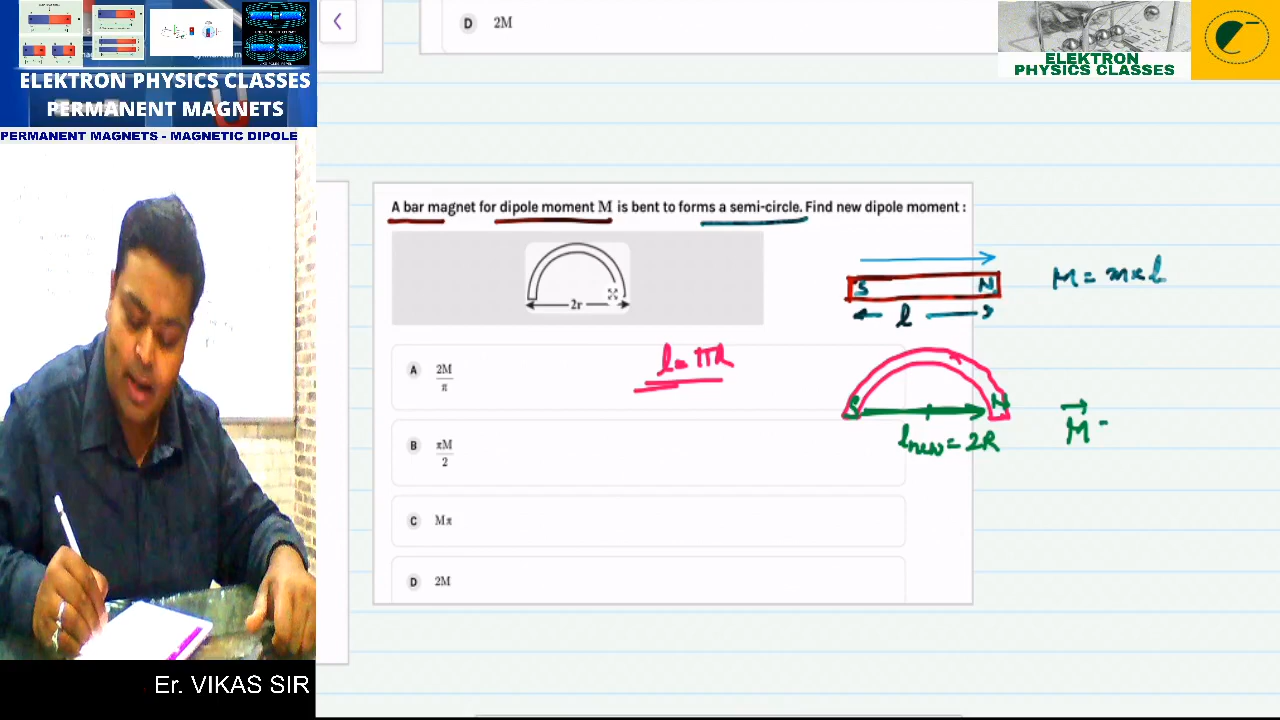 D 2M
ELEKTRON PHYSICS CLASSES
PERMANENT MAGNETS
PERMANENT MAGNETS - MAGNETIC DIPOLE
ELEKTRON
PHYSICS CLASSES
A bar magnet for dipole moment M is bent to forms a semi-circle. Find new dipole moment :
2r
S N
l
M = m×l
l = πR
A 2M/π
S N
l new = 2R
M⃗ -
B πM/2
C Mπ
D 2M
Er. VIKAS SIR